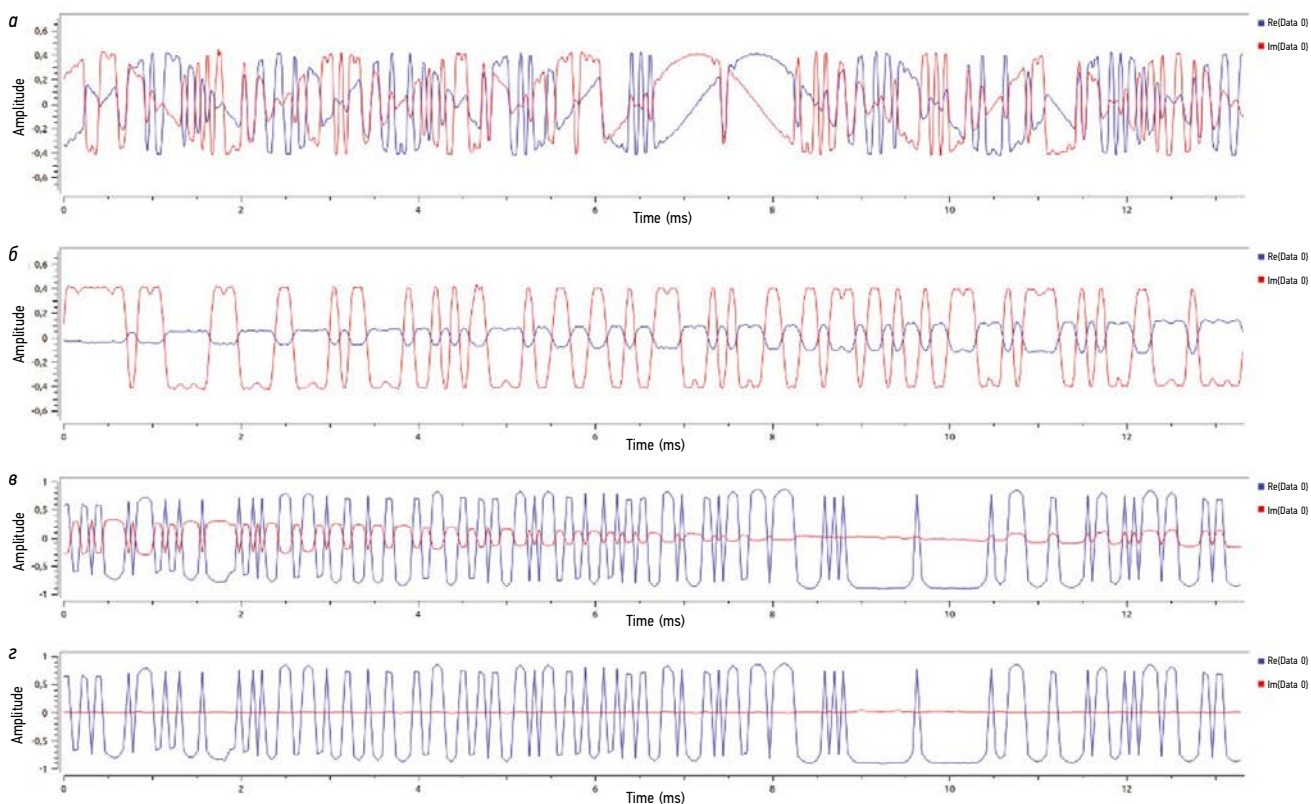 а
Re{Data 0}
Im{Data 0}
Amplitude
0,6
0,4
0,2
0
-0,2
-0,4
-0,6
0 2 4 6 8 10 12
Time (ms)
б
Re{Data 0}
Im{Data 0}
Amplitude
0,6
0,4
0,2
0
-0,2
-0,4
-0,6
0 2 4 6 8 10 12
Time (ms)
в
Re{Data 0}
Im{Data 0}
Amplitude
1
0,5
0
-0,5
-1
0 2 4 6 8 10 12
Time (ms)
г
Re{Data 0}
Im{Data 0}
Amplitude
1
0,5
0
-0,5
-1
0 2 4 6 8 10 12
Time (ms)